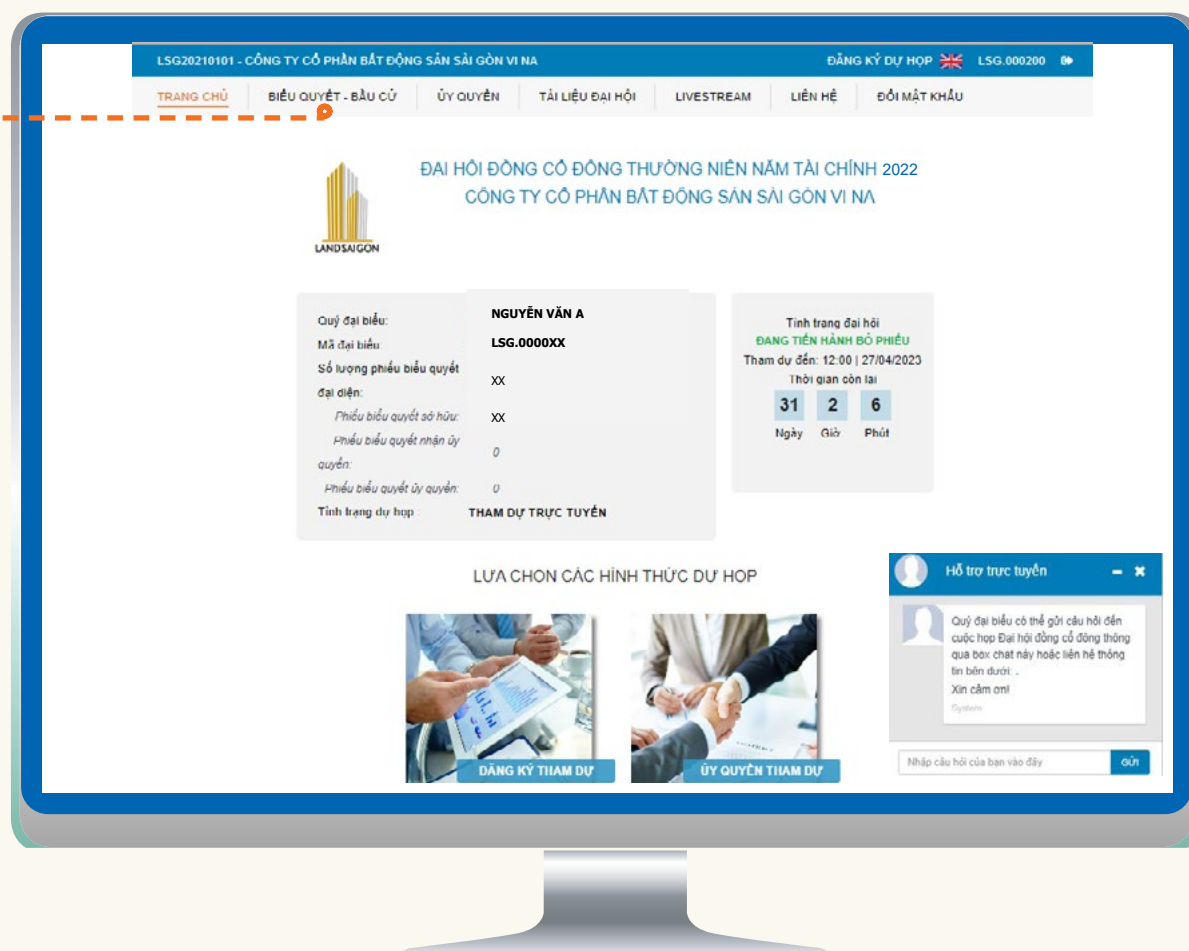 LSG20210101 - CÔNG TY CỔ PHẦN BẤT ĐỘNG SẢN SÀI GÒN VI NA
ĐĂNG KÝ DỰ HỌP LSG.000200
TRANG CHỦ BIỂU QUYẾT - BẦU CỬ ỦY QUYỀN TÀI LIỆU ĐẠI HỘI LIVESTREAM LIÊN HỆ ĐỔI MẬT KHẨU
ĐẠI HỘI ĐỒNG CỔ ĐÔNG THƯỜNG NIÊN NĂM TÀI CHÍNH 2022
CÔNG TY CỔ PHẦN BẤT ĐỘNG SẢN SÀI GÒN VI NA
LANDSAIGON
Quý đại biểu: NGUYỄN VĂN A
Mã đại biểu: LSG.0000XX
Số lượng phiếu biểu quyết
đại diện: XX
Phiếu biểu quyết sở hữu: XX
Phiếu biểu quyết nhận ủy
quyền: 0
Phiếu biểu quyết ủy quyền: 0
Tình trạng dự họp : THAM DỰ TRỰC TUYẾN
Tình trạng đại hội
ĐANG TIẾN HÀNH BỎ PHIẾU
Tham dự đến: 12:00 | 27/04/2023
Thời gian còn lại
31 2 6
Ngày Giờ Phút
LỰA CHỌN CÁC HÌNH THỨC DỰ HỌP
ĐĂNG KÝ THAM DỰ
ỦY QUYỀN THAM DỰ
Hỗ trợ trực tuyến
Quý đại biểu có thể gửi câu hỏi đến
cuộc họp Đại hội đồng cổ đông thông
qua box chat này hoặc liên hệ thông
tin bên dưới: .
Xin cảm ơn!
System
Nhập câu hỏi của bạn vào đây
GỬI